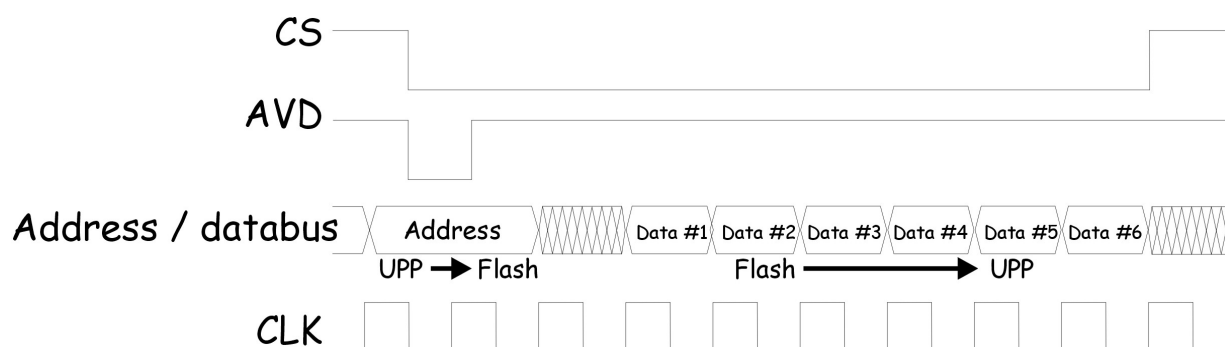 CS
AVD
Address / databus
Address
Data #1
Data #2
Data #3
Data #4
Data #5
Data #6
UPP
Flash
Flash
UPP
CLK